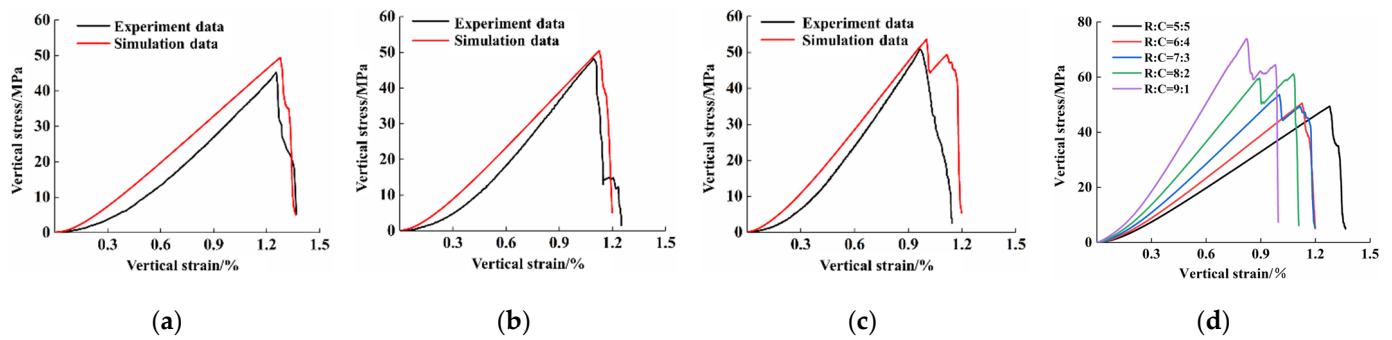 Experiment data
Simulation data
Vertical stress/MPa
60
50
40
30
20
10
0
0.3
0.6
0.9
1.2
1.5
Vertical strain/%
(a)
Experiment data
Simulation data
Vertical stress/MPa
60
50
40
30
20
10
0
0.3
0.6
0.9
1.2
1.5
Vertical strain/%
(b)
Experiment data
Simulation data
Vertical stress/MPa
60
50
40
30
20
10
0
0.3
0.6
0.9
1.2
1.5
Vertical strain/%
(c)
R:C=5:5
R:C=6:4
R:C=7:3
R:C=8:2
R:C=9:1
Vertical stress/MPa
80
60
40
20
0
0.3
0.6
0.9
1.2
1.5
Vertical strain/%
(d)